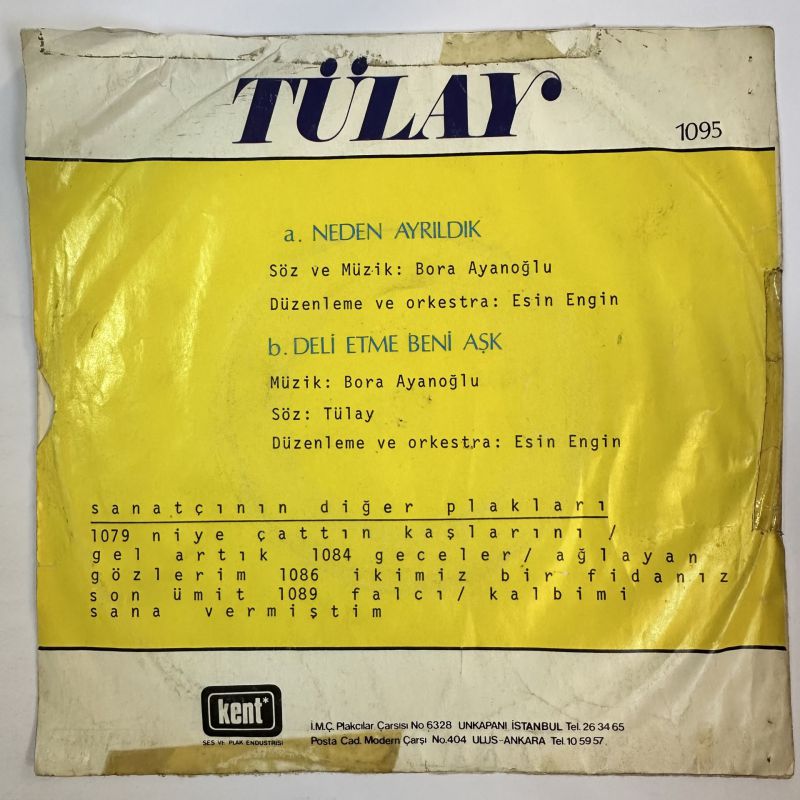 TÜLAY
1095
a. NEDEN AYRILDIK
Söz ve Müzik: Bora Ayanoğlu
Düzenleme ve orkestra: Esin Engin
b. DELİ ETME BENİ AŞK
Müzik: Bora Ayanoğlu
Söz: Tülay
Düzenleme ve orkestra: Esin Engin
sanatçının diğer plakları
1079 niye çattın kaşlarını /
gel artık 1084 geceler/ ağlayan
gözlerim 1086 ikimiz bir fidanız
son ümit 1089 falcı/ kalbimi
sana vermiştim
kent*
SES VE PLAK ENDÜSTRİSİ
İ.M.Ç. Plakcılar Çarsısı No 6328 UNKAPANI İSTANBUL Tel. 26 34 65
Posta Cad. Modern Çarşı No.404 ULUS-ANKARA Tel. 10 59 57